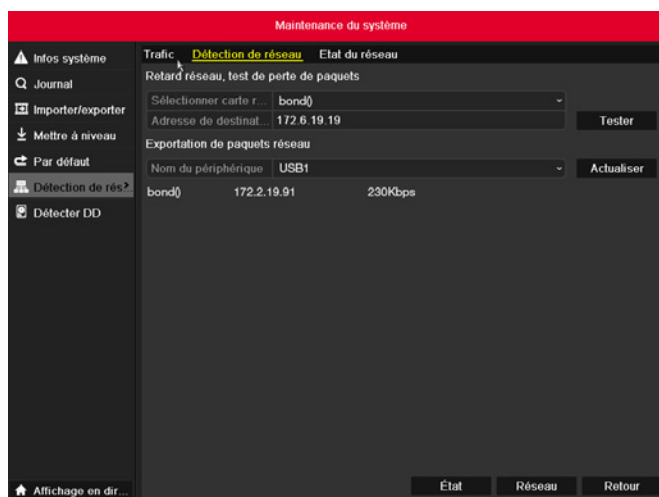 Maintenance du système
Infos système
Journal
Importer/exporter
Mettre à niveau
Par défaut
Détection de rés?
Détecter DD
Affichage en dir...
Trafic Détection de réseau Etat du réseau
Retard réseau, test de perte de paquets
Sélectionner carte r... bond()
Adresse de destinat... 172.6.19.19 Tester
Exportation de paquets réseau
Nom du périphérique USB1 Actualiser
bond() 172.2.19.91 230Kbps
État Réseau Retour